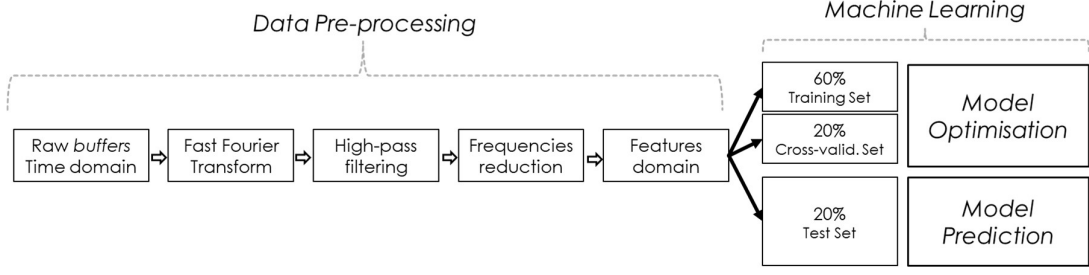 Data Pre-processing
Machine Learning
Raw buffers
Time domain
Fast Fourier
Transform
High-pass
filtering
Frequencies
reduction
Features
domain
60%
Training Set
20%
Cross-valid. Set
20%
Test Set
Model
Optimisation
Model
Prediction